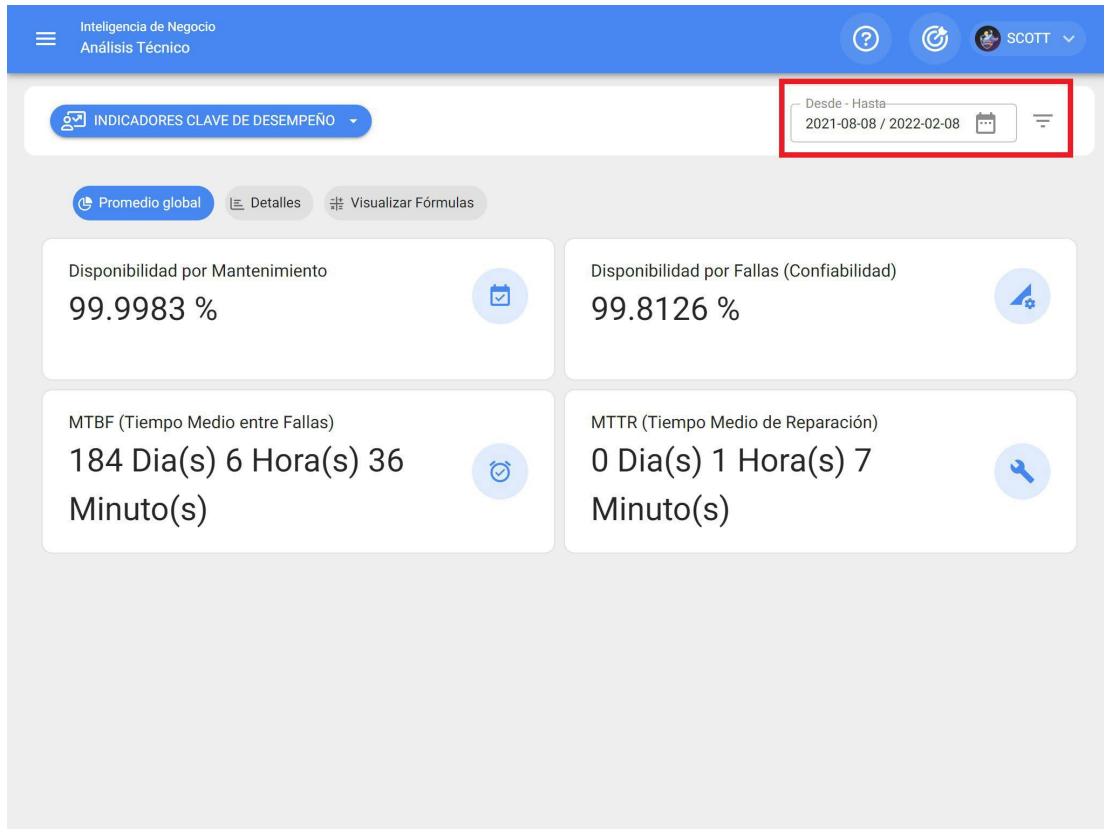 Inteligencia de Negocio
Análisis Técnico
SCOTT
INDICADORES CLAVE DE DESEMPEÑO
Desde - Hasta
2021-08-08 / 2022-02-08
Promedio global
Detalles
Visualizar Fórmulas
Disponibilidad por Mantenimiento
99.9983 %
Disponibilidad por Fallas (Confiabilidad)
99.8126 %
MTBF (Tiempo Medio entre Fallas)
184 Dia(s) 6 Hora(s) 36
Minuto(s)
MTTR (Tiempo Medio de Reparación)
0 Dia(s) 1 Hora(s) 7
Minuto(s)